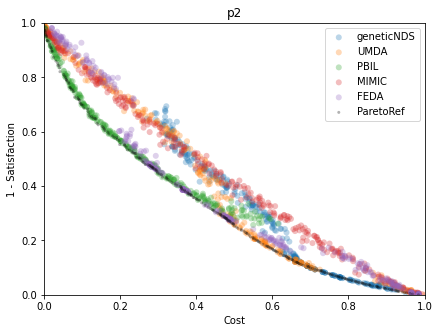 p2
1.0
0.8
0.6
0.4
0.2
0.0
1 - Satisfaction
geneticNDS
UMDA
PBIL
MIMIC
FEDA
ParetoRef
0.0 0.2 0.4 0.6 0.8 1.0
Cost